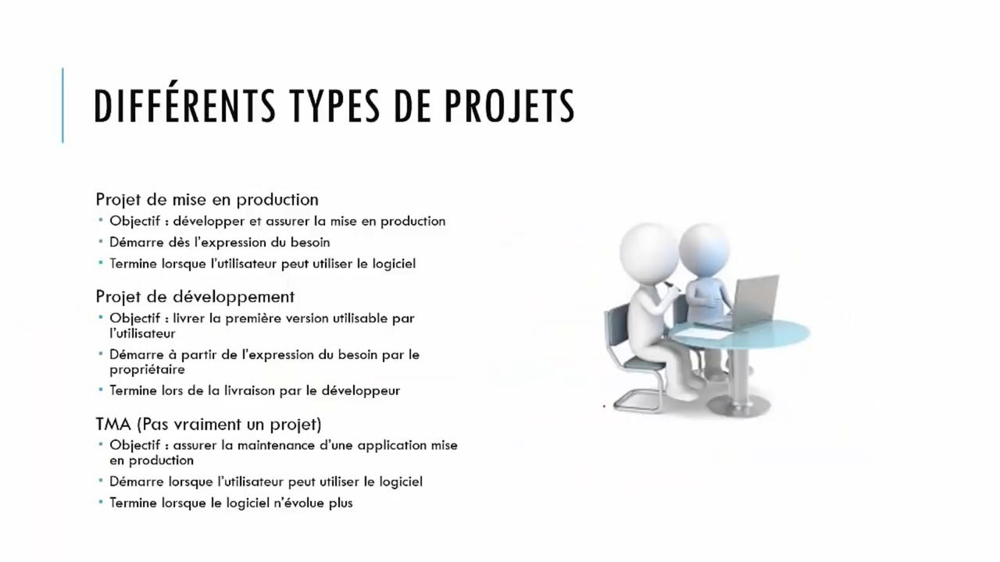 DIFFÉRENTS TYPES DE PROJETS
Projet de mise en production
▪ Objectif : développer et assurer la mise en production
▪ Démarre dès l'expression du besoin
▪ Termine lorsque l'utilisateur peut utiliser le logiciel
Projet de développement
▪ Objectif : livrer la première version utilisable par
l'utilisateur
▪ Démarre à partir de l'expression du besoin par le
propriétaire
▪ Termine lors de la livraison par le développeur
TMA (Pas vraiment un projet)
▪ Objectif : assurer la maintenance d'une application mise
en production
▪ Démarre lorsque l'utilisateur peut utiliser le logiciel
▪ Termine lorsque le logiciel n'évolue plus